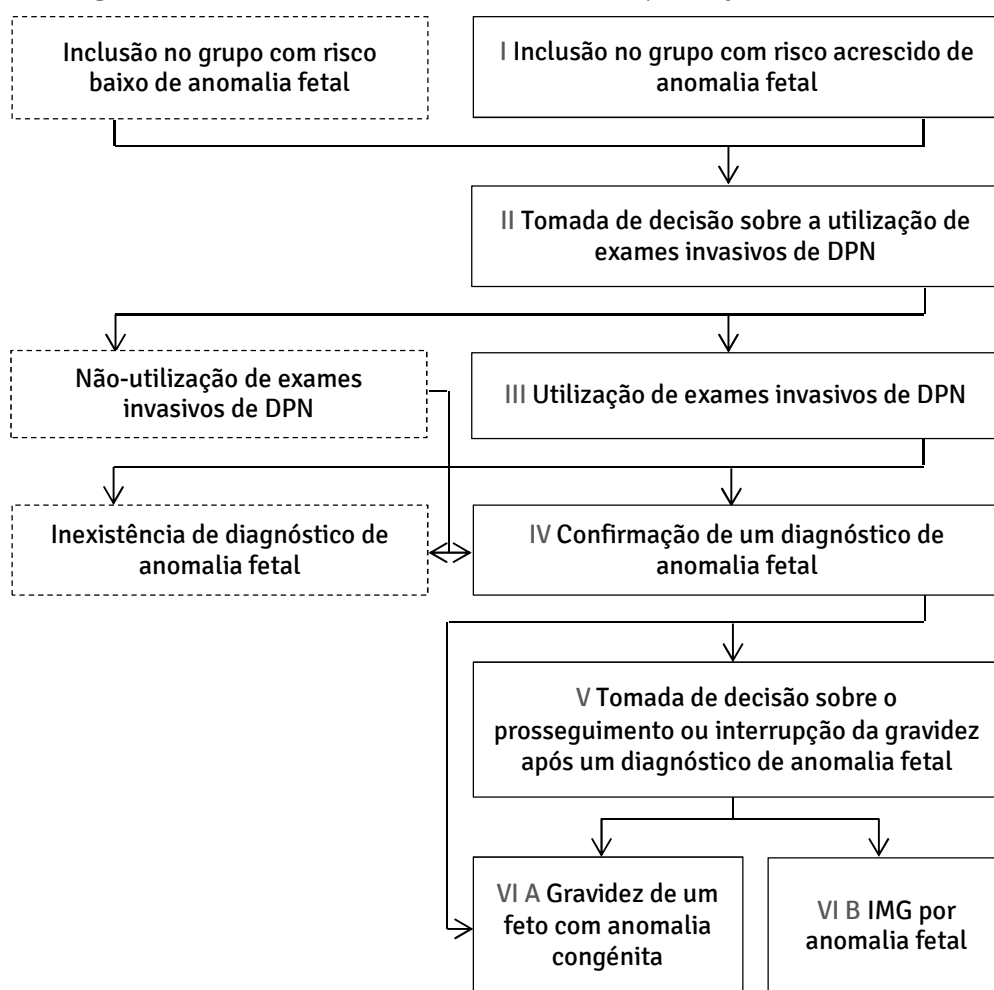 Inclusão no grupo com risco
baixo de anomalia fetal
I Inclusão no grupo com risco acrescido de
anomalia fetal
II Tomada de decisão sobre a utilização de
exames invasivos de DPN
Não-utilização de exames
invasivos de DPN
III Utilização de exames invasivos de DPN
Inexistência de diagnóstico de
anomalia fetal
IV Confirmação de um diagnóstico de
anomalia fetal
V Tomada de decisão sobre o
prosseguimento ou interrupção da gravidez
após um diagnóstico de anomalia fetal
VI A Gravidez de um
feto com anomalia
congénita
VI B IMG por
anomalia fetal